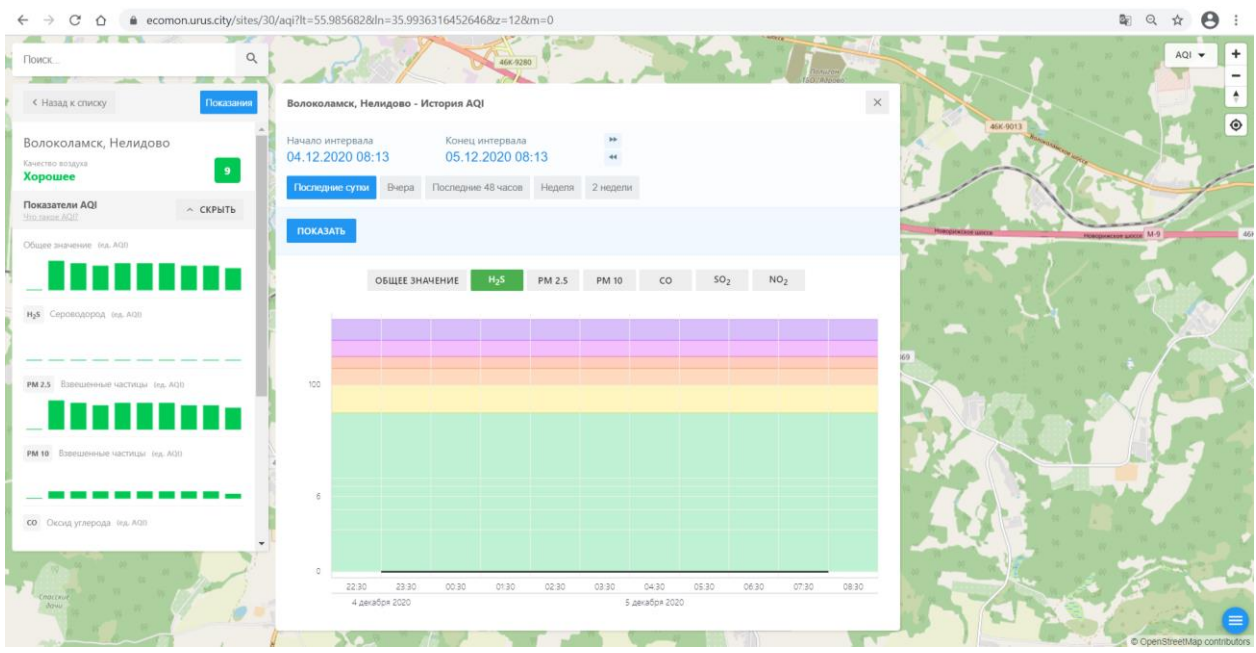 ecomon.urus.city/sites/30/aqi?lt=55.985682&ln=35.9936316452646&z=12&m=0
Поиск...
AQI
46К-9280
Назад к списку
Показания
Волоколамск, Нелидово
Качество воздуха
Хорошее
9
Показатели AQI
Что такое AQI?
СКРЫТЬ
Общее значение (ед. AQI)
H₂S Сероводород (ед. AQI)
PM 2.5 Взвешенные частицы (ед. AQI)
PM 10 Взвешенные частицы (ед. AQI)
CO Оксид углерода (ед. AQI)
Волоколамск, Нелидово - История AQI
Начало интервала
Конец интервала
04.12.2020 08:13
05.12.2020 08:13
Последние сутки
Вчера
Последние 48 часов
Неделя
2 недели
ПОКАЗАТЬ
ОБЩЕЕ ЗНАЧЕНИЕ
H₂S
PM 2.5
PM 10
CO
SO₂
NO₂
100
6
0
22:30 23:30 00:30 01:30 02:30 03:30 04:30 05:30 06:30 07:30 08:30
4 декабря 2020
5 декабря 2020
46К-9013
Волоколамское шоссе
Новорижское шоссе
Новорижское шоссе
М-9
Спасские
© OpenStreetMap contributors